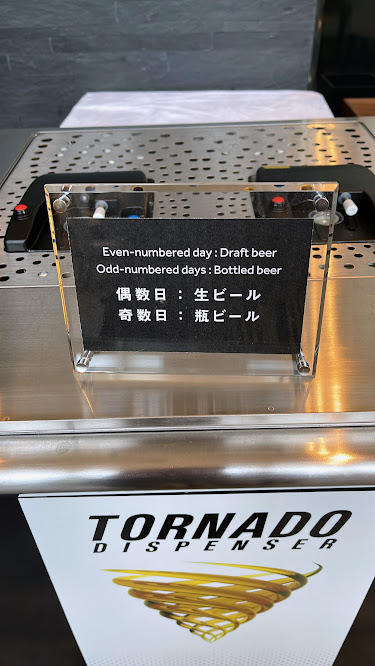 Even-numbered day : Draft beer
Odd-numbered days : Bottled beer
偶数日 : 生ビール
奇数日 : 瓶ビール
TORNADO
DISPENSER